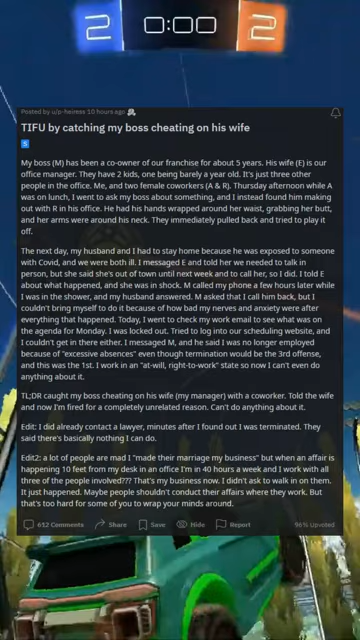 2 0:00 2
Posted by u/p-heiress 10 hours ago
TIFU by catching my boss cheating on his wife
S
My boss (M) has been a co-owner of our franchise for about 5 years. His wife (E) is our
office manager. They have 2 kids, one being barely a year old. It's just three other
people in the office. Me, and two female coworkers (A & R). Thursday afternoon while A
was on lunch, I went to ask my boss about something, and I instead found him making
out with R in his office. He had his hands wrapped around her waist, grabbing her butt,
and her arms were around his neck. They immediately pulled back and tried to play it
off.
The next day, my husband and I had to stay home because he was exposed to someone
with Covid, and we were both ill. I messaged E and told her we needed to talk in
person, but she said she's out of town until next week and to call her, so I did. I told E
about what happened, and she was in shock. M called my phone a few hours later while
I was in the shower, and my husband answered. M asked that I call him back, but I
couldn't bring myself to do it because of how bad my nerves and anxiety were after
everything that happened. Today, I went to check my work email to see what was on
the agenda for Monday. I was locked out. Tried to log into our scheduling website, and
I couldn't get in there either. I messaged M, and he said I was no longer employed
because of "excessive absences" even though termination would be the 3rd offense,
and this was the 1st. I work in an "at-will, right-to-work" state so now I can't even do
anything about it.
TL;DR caught my boss cheating on his wife (my manager) with a coworker. Told the wife
and now I'm fired for a completely unrelated reason. Can't do anything about it.
Edit: I did already contact a lawyer, minutes after I found out I was terminated. They
said there's basically nothing I can do.
Edit2: a lot of people are mad I "made their marriage my business" but when an affair is
happening 10 feet from my desk in an office I'm in 40 hours a week and I work with all
three of the people involved??? That's my business now. I didn't ask to walk in on them.
It just happened. Maybe people shouldn't conduct their affairs where they work. But
that's too hard for some of you to wrap your minds around.
612 Comments Share Save Hide Report 96% Upvoted